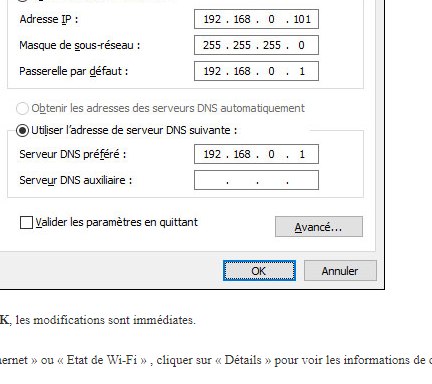 Adresse IP : 192 . 168 . 0 . 101
Masque de sous-réseau : 255 . 255 . 255 . 0
Passerelle par défaut : 192 . 168 . 0 . 1
Obtenir les adresses des serveurs DNS automatiquement
Utiliser l'adresse de serveur DNS suivante :
Serveur DNS préféré : 192 . 168 . 0 . 1
Serveur DNS auxiliaire : . . .
Valider les paramètres en quittant
Avancé...
OK Annuler
K, les modifications sont immédiates.
ernet » ou « Etat de Wi-Fi » , cliquer sur « Détails » pour voir les informations de